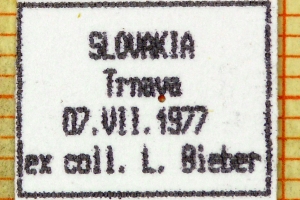 SLOVAKIA
Trnava
07.VII.1977
ex coll. L. Bieber